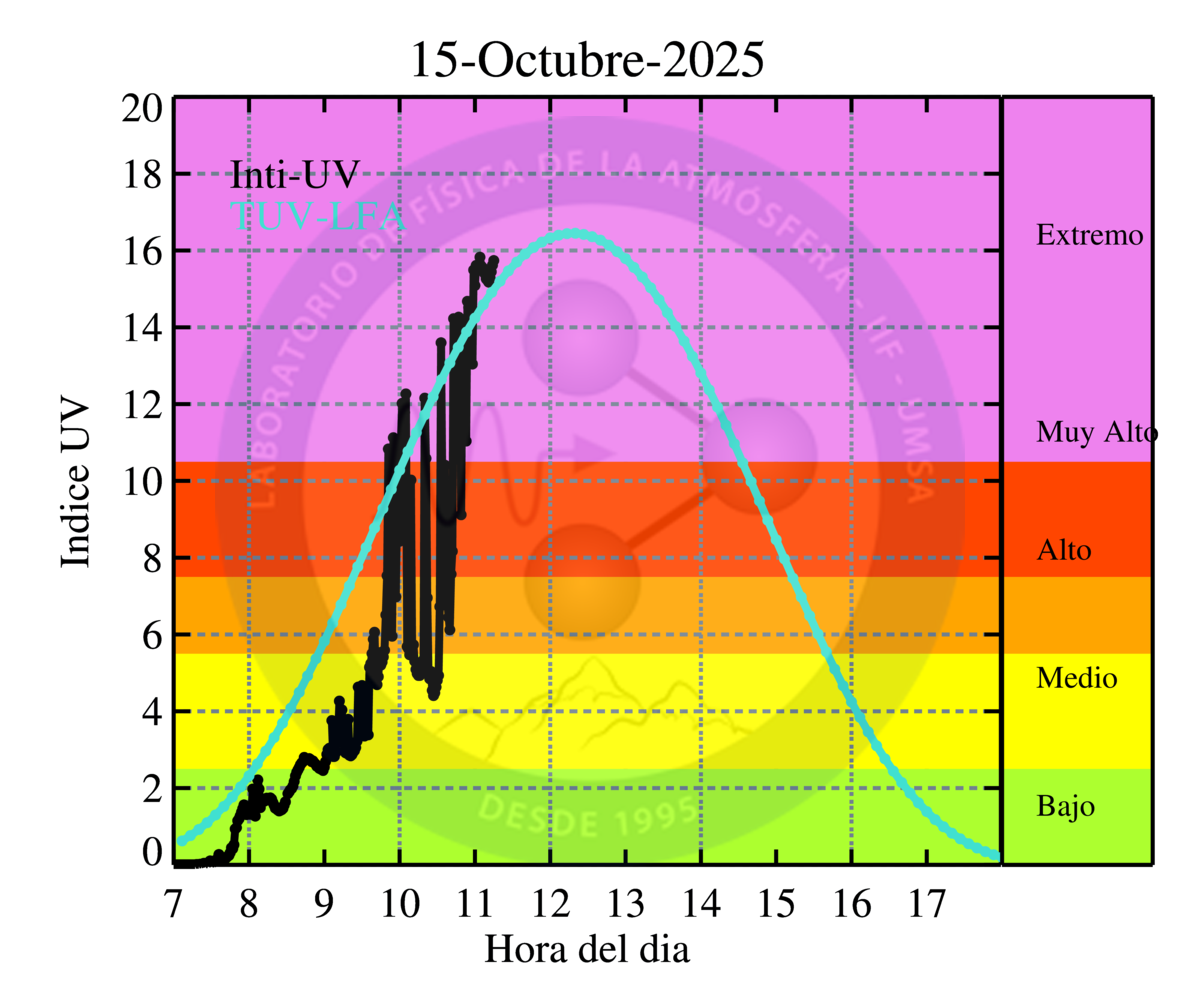 15-Octubre-2025
Indice UV
20
18
16
14
12
10
8
6
4
2
0
Inti-UV
TUV-LFA
LABORATORIO DE FÍSICA DE LA ATMÓSFERA - IIF - UMSA
DESDE 1995
Extremo
Muy Alto
Alto
Medio
Bajo
7 8 9 10 11 12 13 14 15 16 17
Hora del dia